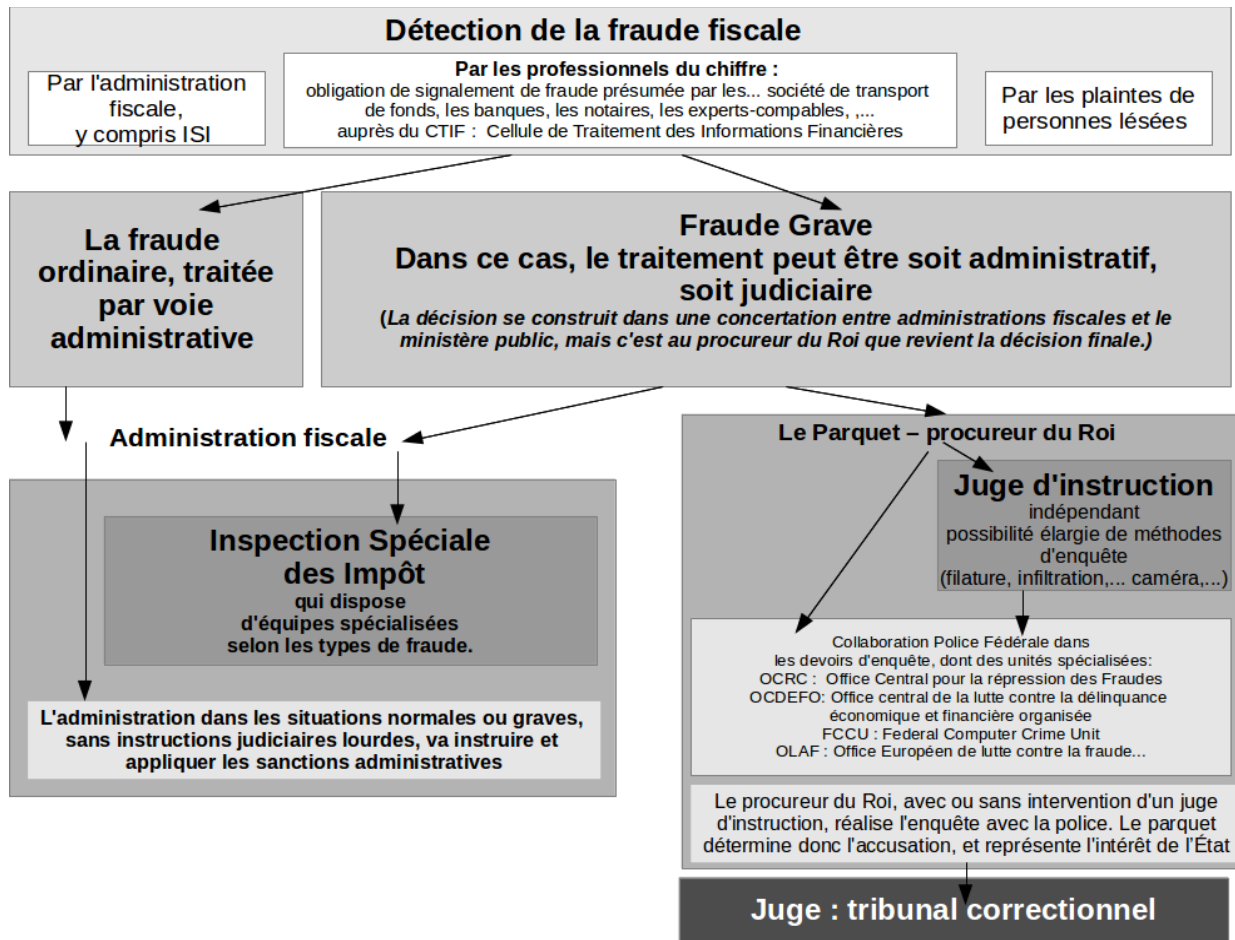 Détection de la fraude fiscale
Par l'administration
fiscale,
y compris ISI
Par les professionnels du chiffre :
obligation de signalement de fraude présumée par les... société de transport
de fonds, les banques, les notaires, les experts-compables, ,...
auprès du CTIF : Cellule de Traitement des Informations Financières
Par les plaintes de
personnes lésées
La fraude
ordinaire, traitée
par voie
administrative
Fraude Grave
Dans ce cas, le traitement peut être soit administratif,
soit judiciaire
(La décision se construit dans une concertation entre administrations fiscales et le
ministère public, mais c'est au procureur du Roi que revient la décision finale.)
Administration fiscale
Inspection Spéciale
des Impôt
qui dispose
d'équipes spécialisées
selon les types de fraude.
L'administration dans les situations normales ou graves,
sans instructions judiciaires lourdes, va instruire et
appliquer les sanctions administratives
Le Parquet – procureur du Roi
Juge d'instruction
indépendant
possibilité élargie de méthodes
d'enquête
(filature, infiltration,... caméra,...)
Collaboration Police Fédérale dans
les devoirs d'enquête, dont des unités spécialisées:
OCRC : Office Central pour la répression des Fraudes
OCDEFO: Office central de la lutte contre la délinquance
économique et financière organisée
FCCU : Federal Computer Crime Unit
OLAF : Office Européen de lutte contre la fraude...
Le procureur du Roi, avec ou sans intervention d'un juge
d'instruction, réalise l'enquête avec la police. Le parquet
détermine donc l'accusation, et représente l'intérêt de l'État
Juge : tribunal correctionnel